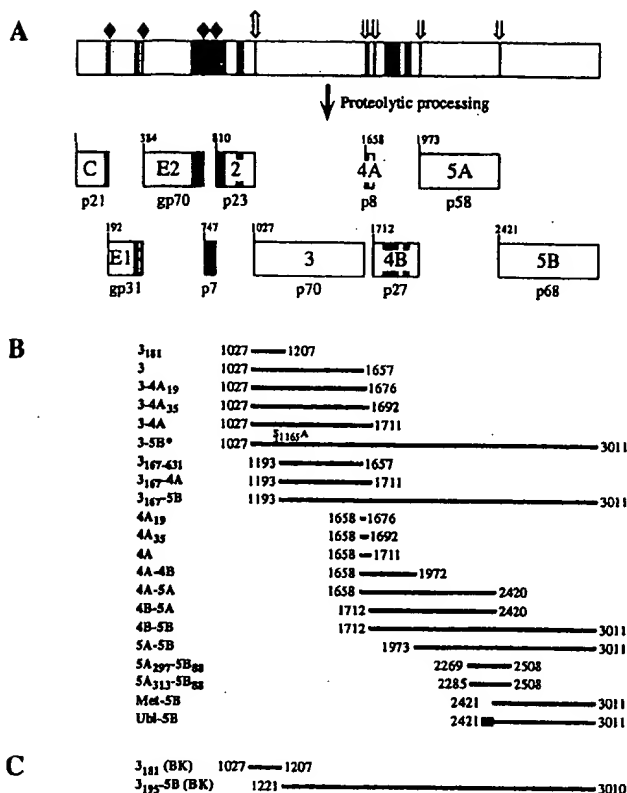 A
Proteolytic processing
384 810 1658 1973
C E2 2 4A 5A
p21 gp70 p23 p8 p58
192 747 1027 1712 2421
E1 3 4B 5B
gp31 p7 p70 p27 p68
B
3181 1027 1207
3 1027 1657
3-4A19 1027 1676
3-4A35 1027 1692
3-4A 1027 1711
3-5B* 1027 S1165A 3011
3167-631 1193 1657
3167-4A 1193 1711
3167-5B 1193 3011
4A19 1658 1676
4A35 1658 1692
4A 1658 1711
4A-4B 1658 1972
4A-5A 1658 2420
4B-5A 1712 2420
4B-5B 1712 3011
5A-5B 1973 3011
5A297-5B88 2269 2508
5A313-5B88 2285 2508
Met-5B 2421 3011
Ubi-5B 2421 3011
C
3181 (BK) 1027 1207
3195-5B (BK) 1221 3010